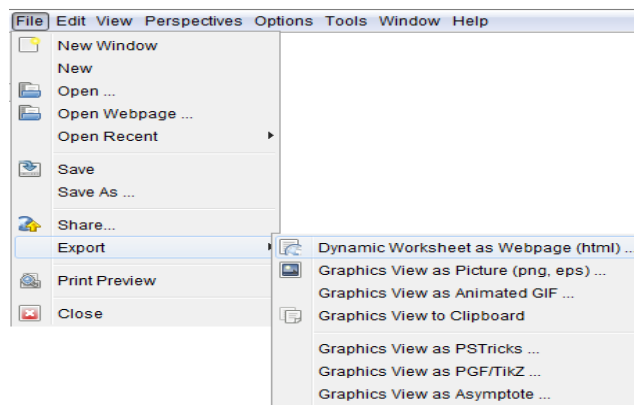 File Edit View Perspectives Options Tools Window Help
New Window
New
Open ...
Open Webpage ...
Open Recent
Save
Save As ...
Share...
Export
Dynamic Worksheet as Webpage (html) ...
Graphics View as Picture (png, eps) ...
Graphics View as Animated GIF ...
Print Preview
Graphics View to Clipboard
Close
Graphics View as PSTricks ...
Graphics View as PGF/TikZ ...
Graphics View as Asymptote ...